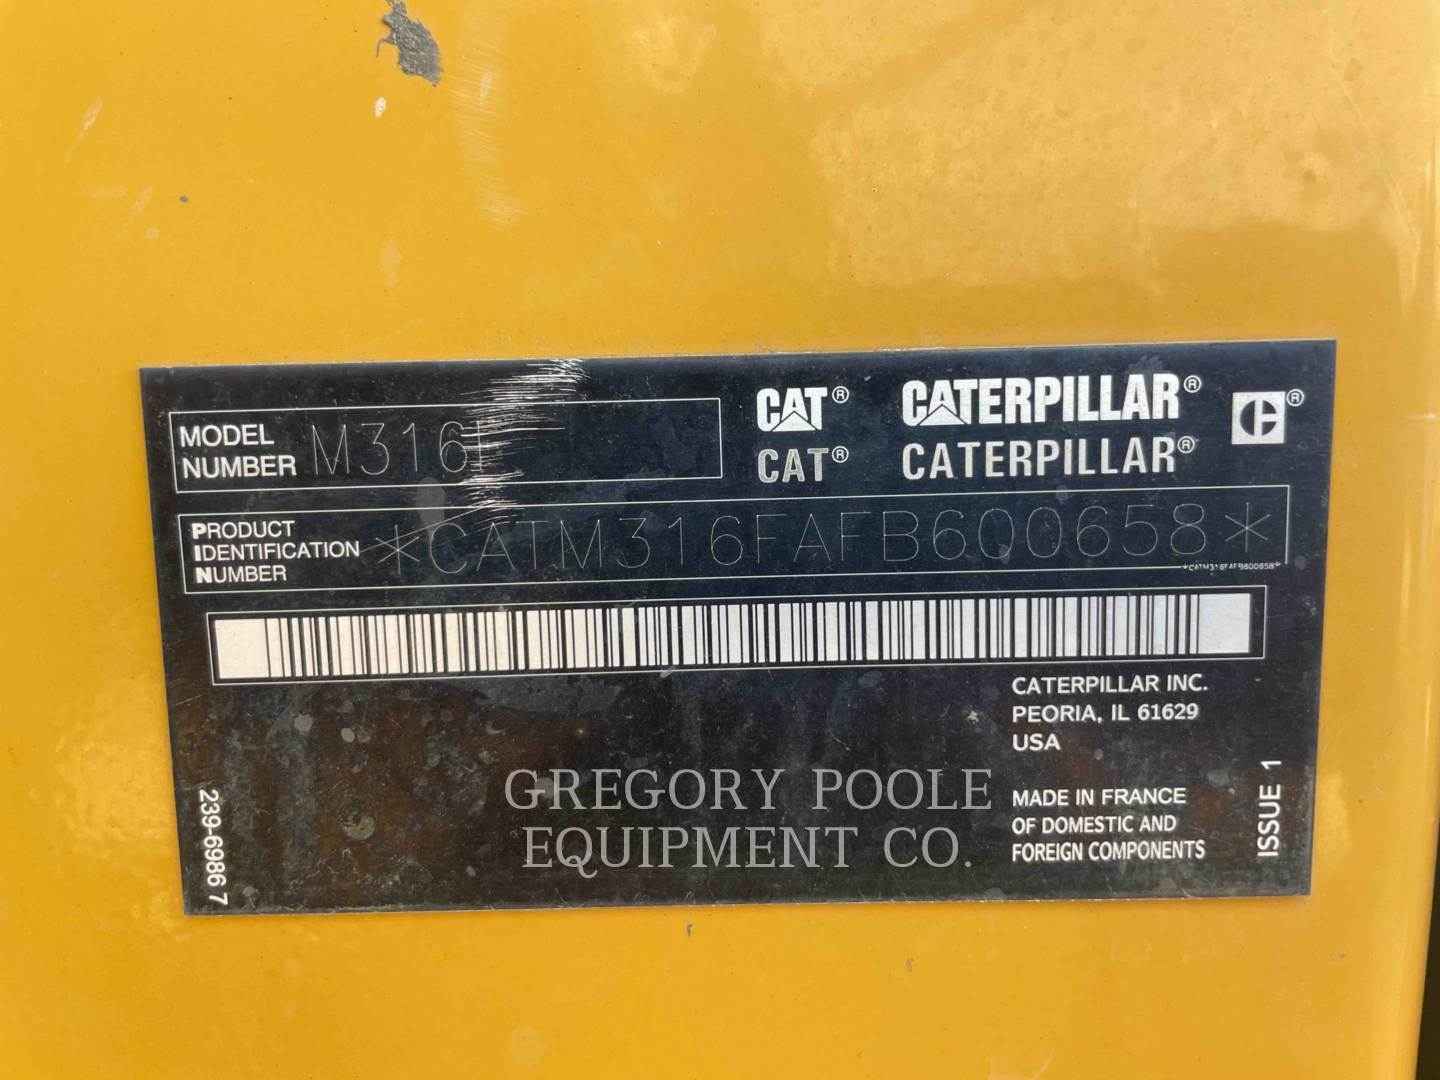 MODEL
NUMBER M316F
CAT® CATERPILLAR®
CAT® CATERPILLAR®
PRODUCT
IDENTIFICATION
NUMBER
*CATM316FAFB600658*
*CATM316FAFB600658*
CATERPILLAR INC.
PEORIA, IL 61629
USA
MADE IN FRANCE
OF DOMESTIC AND
FOREIGN COMPONENTS
ISSUE 1
239-6986 7
GREGORY POOLE
EQUIPMENT CO.